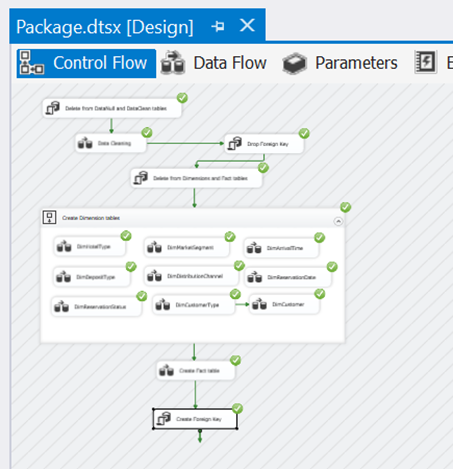 Package.dtsx [Design]
Control Flow
Data Flow
Parameters
E
Delete from DataNull and DataClean tables
Data Cleaning
Drop Foreign Key
Delete from Dimensions and Fact tables
Create Dimension tables
DimHotelType
DimMarketSegment
DimArrivalTime
DimDepositType
DimDistributionChannel
DimReservationDate
DimReservationStatus
DimCustomerType
DimCustomer
Create Fact table
Create Foreign Key